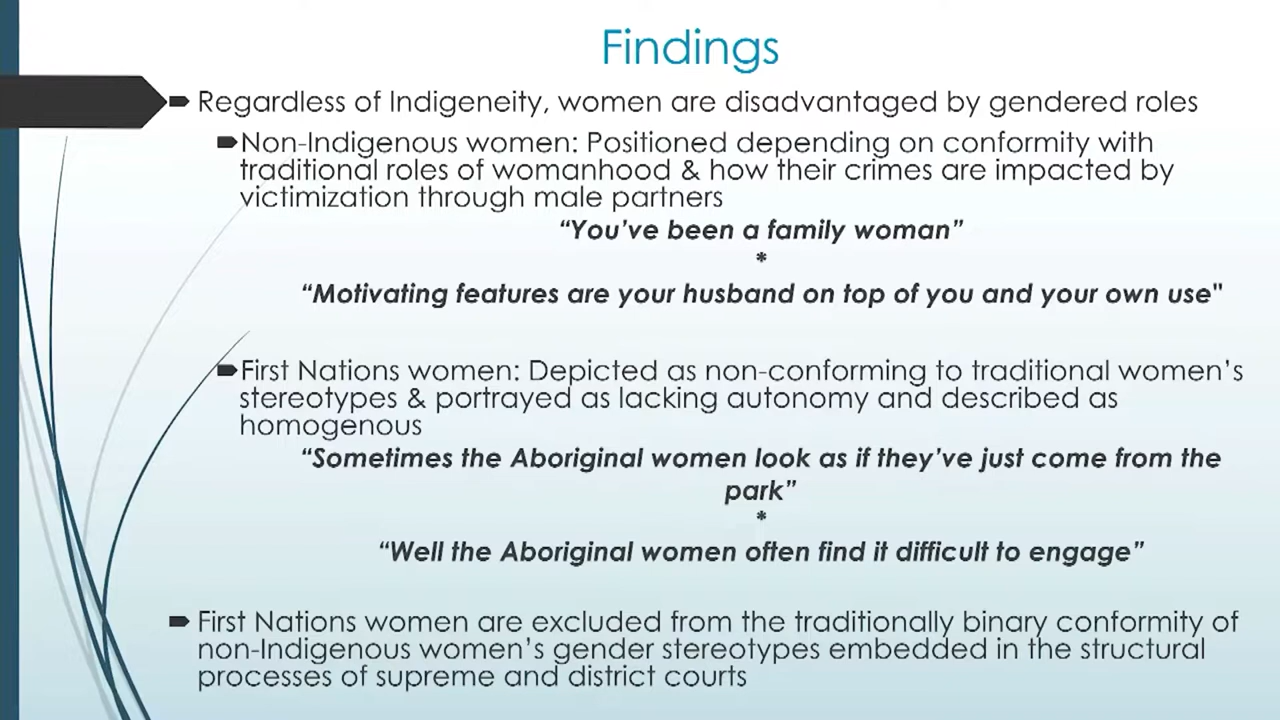 Findings
Regardless of Indigeneity, women are disadvantaged by gendered roles
Non-Indigenous women: Positioned depending on conformity with
traditional roles of womanhood & how their crimes are impacted by
victimization through male partners
“You’ve been a family woman”
*
“Motivating features are your husband on top of you and your own use"
First Nations women: Depicted as non-conforming to traditional women’s
stereotypes & portrayed as lacking autonomy and described as
homogenous
“Sometimes the Aboriginal women look as if they’ve just come from the
park”
*
“Well the Aboriginal women often find it difficult to engage”
First Nations women are excluded from the traditionally binary conformity of
non-Indigenous women’s gender stereotypes embedded in the structural
processes of supreme and district courts